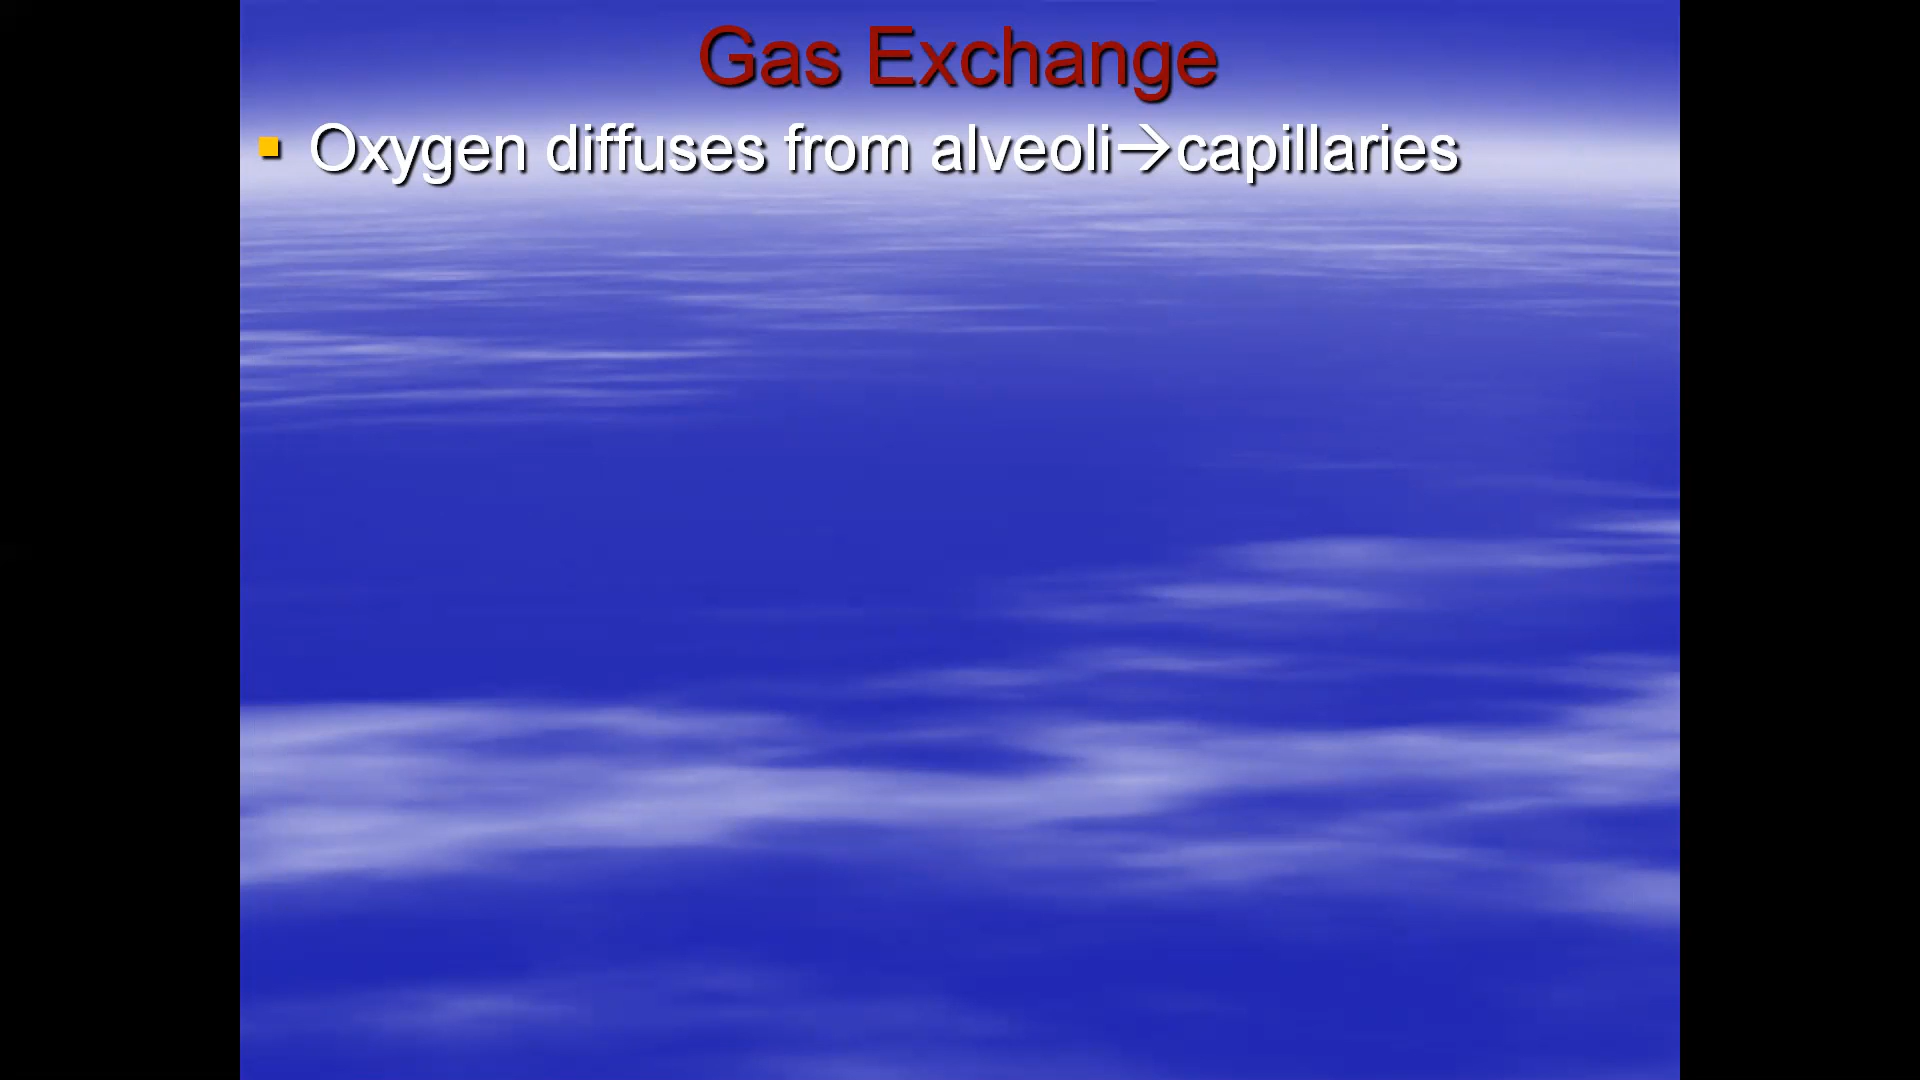 Gas Exchange
▪ Oxygen diffuses from alveoli→capillaries